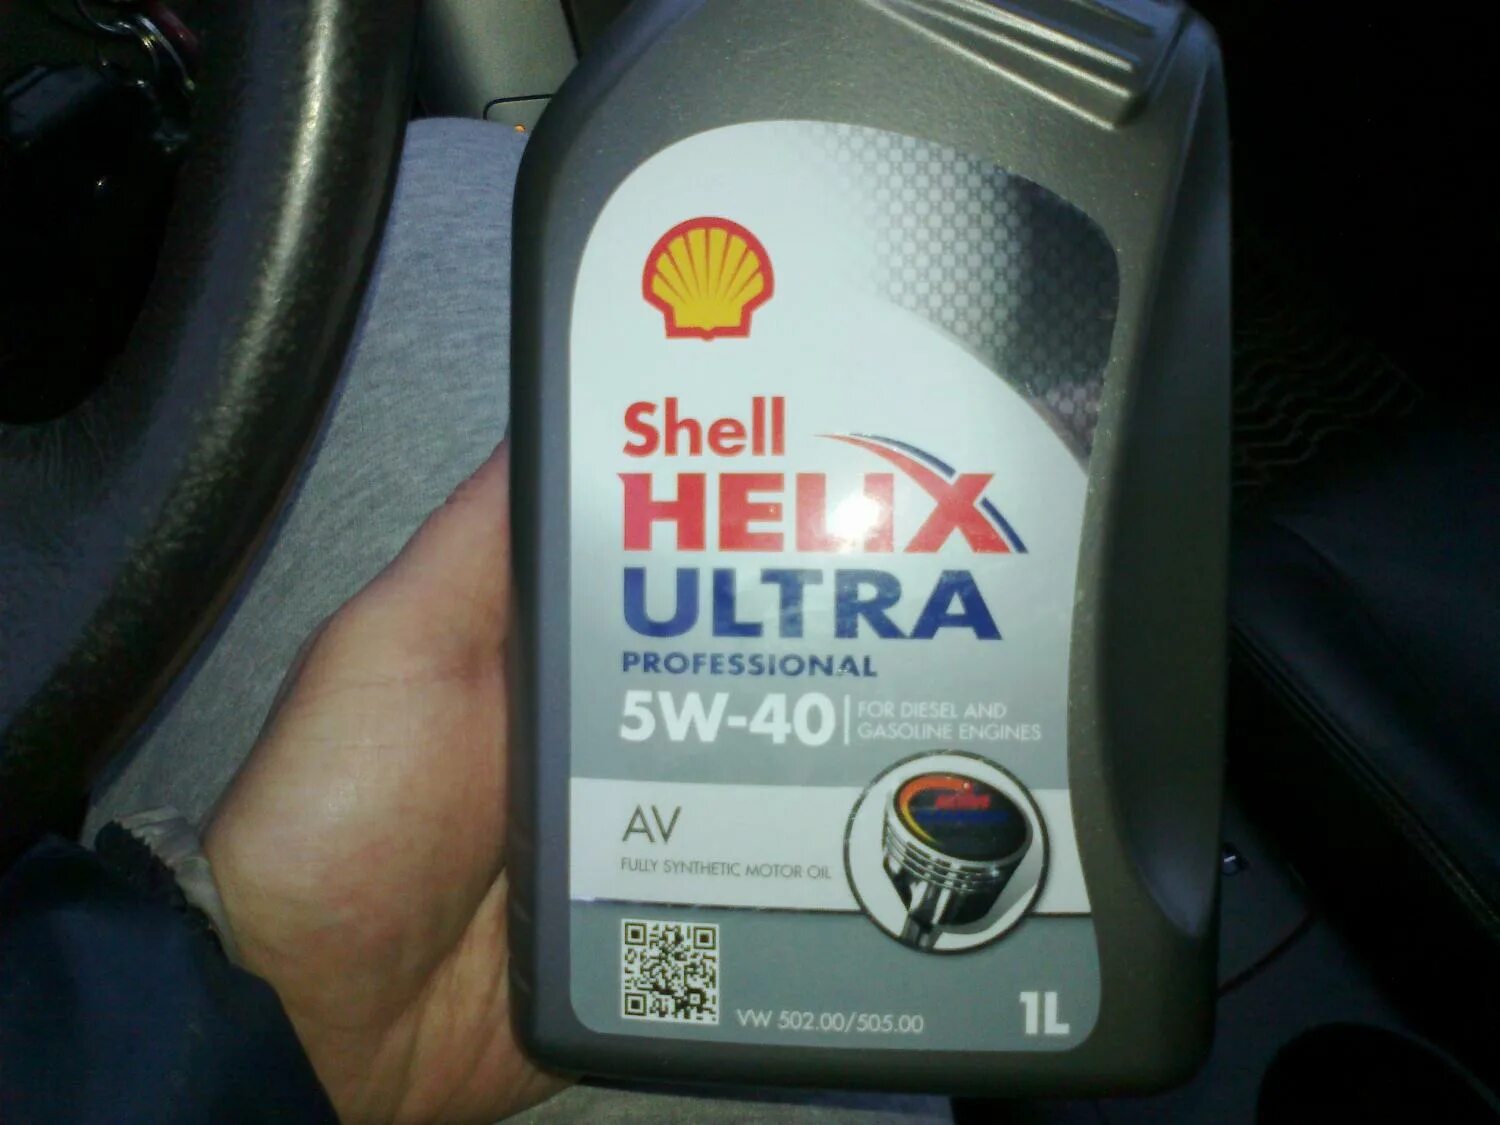 Shell
HELIX
ULTRA
PROFESSIONAL
5W-40
FOR DIESEL AND
GASOLINE ENGINES
AV
FULLY SYNTHETIC MOTOR OIL
VW 502.00/505.00
1L